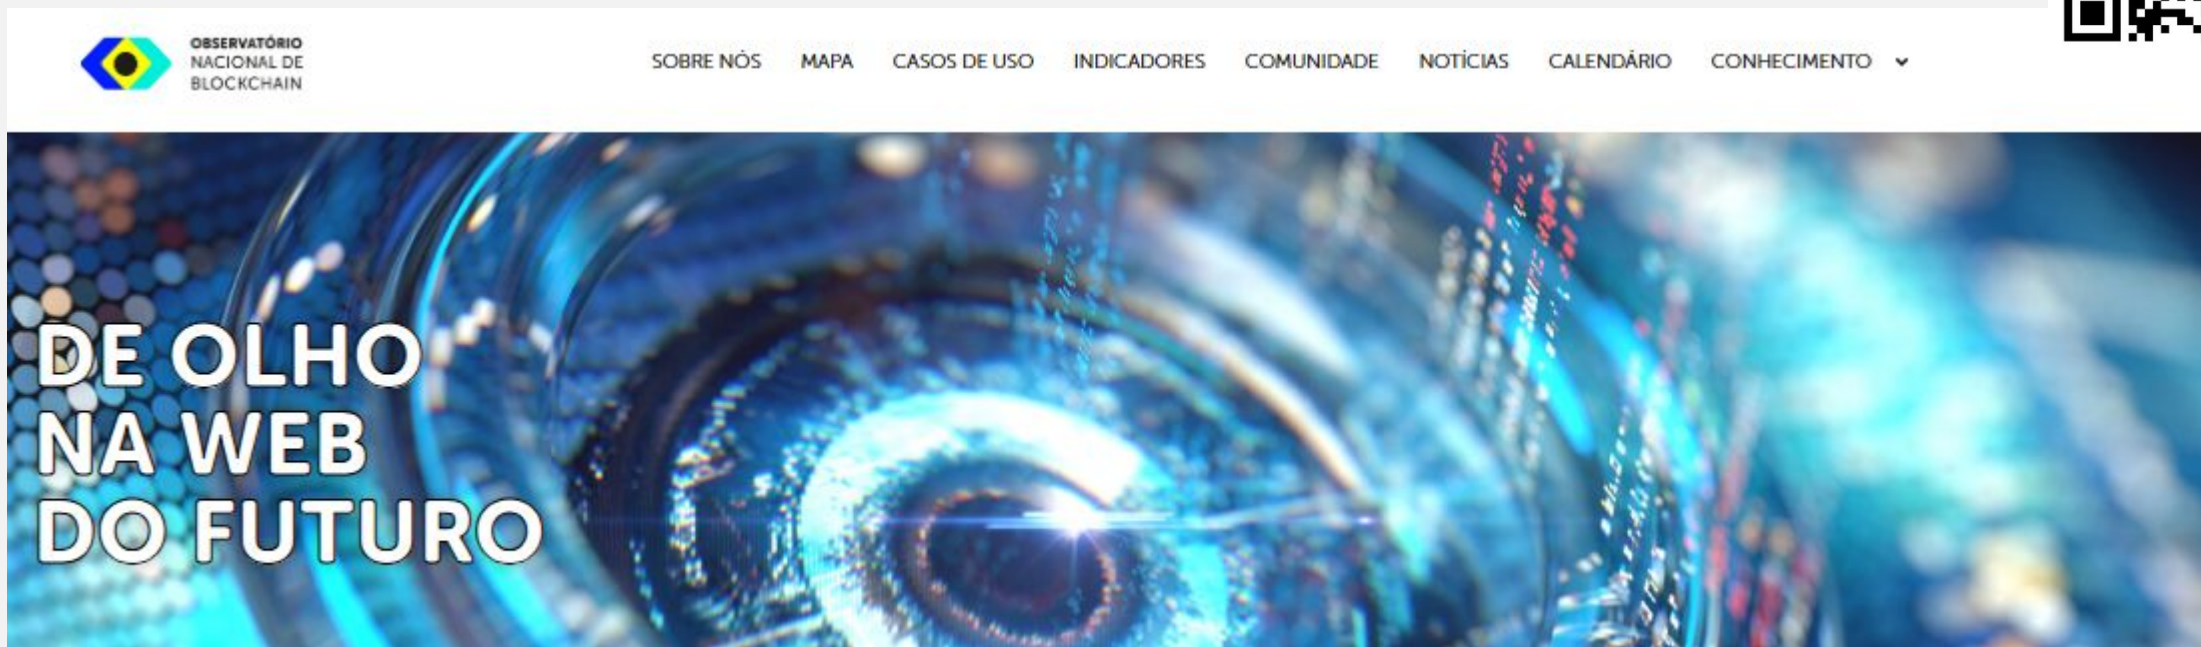 OBSERVATÓRIO
NACIONAL DE
BLOCKCHAIN
SOBRE NÓS MAPA CASOS DE USO INDICADORES COMUNIDADE NOTÍCIAS CALENDÁRIO CONHECIMENTO
DE OLHO
NA WEB
DO FUTURO